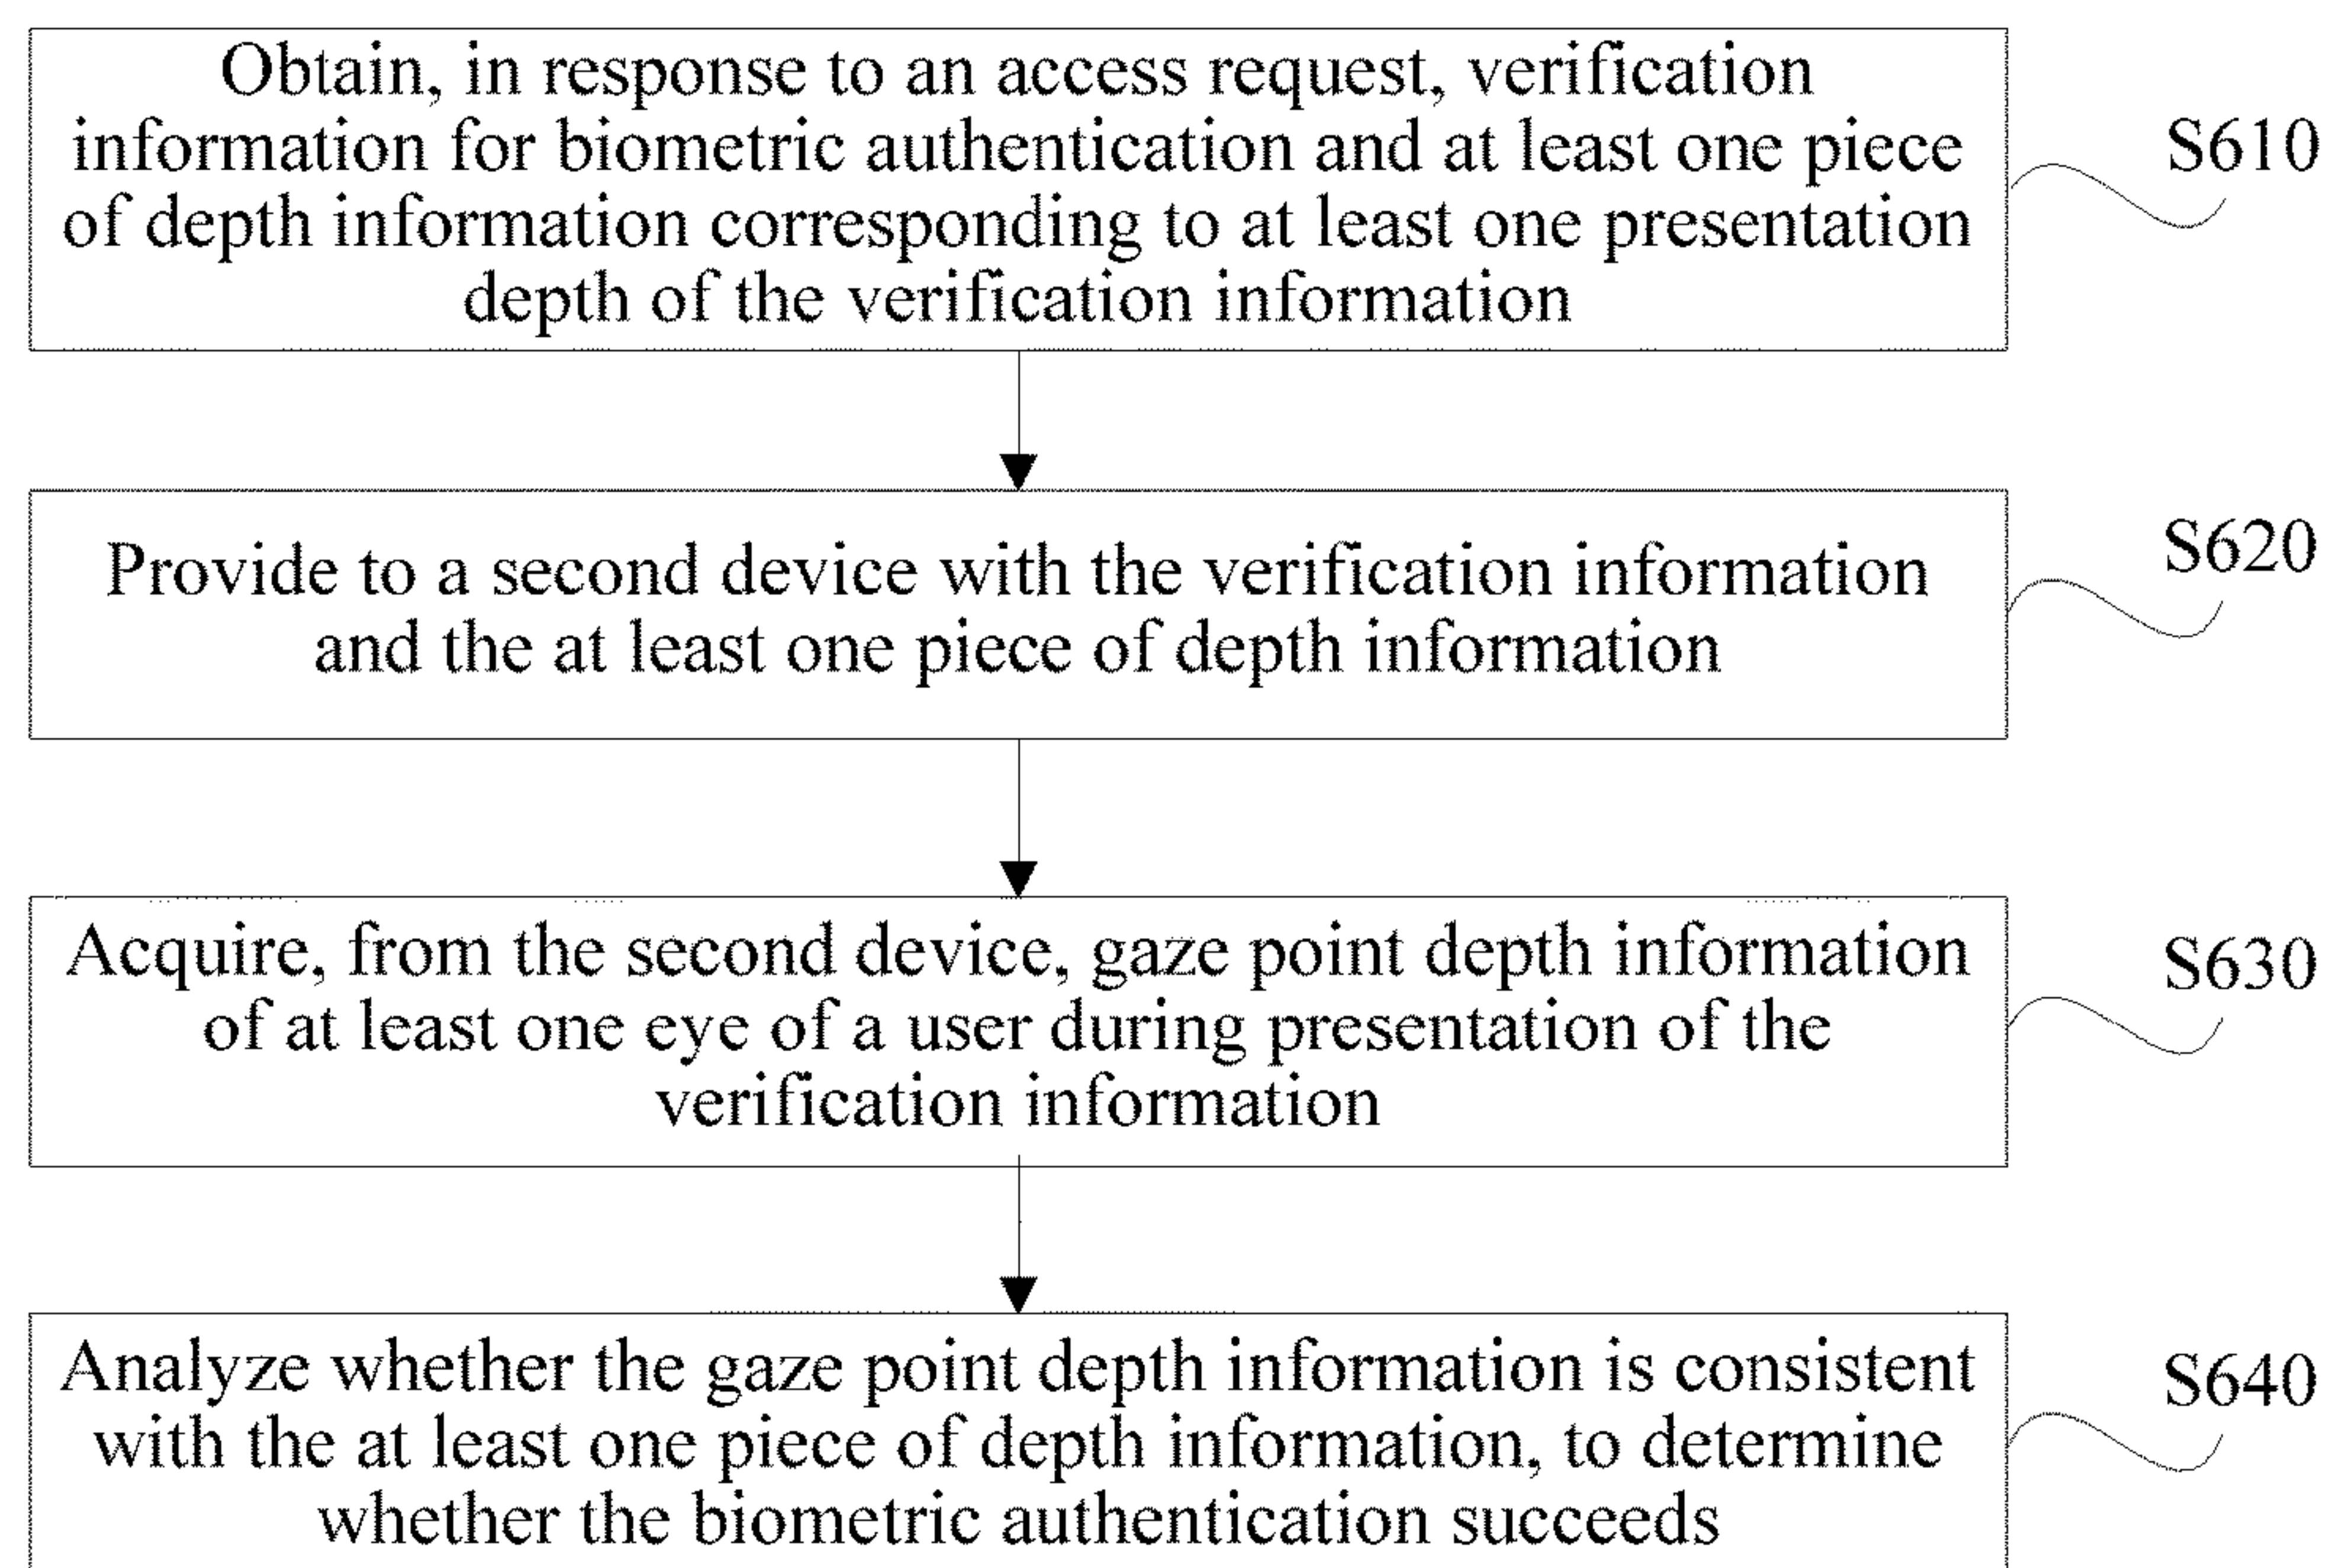 Obtain, in response to an access request, verification
information for biometric authentication and at least one piece
of depth information corresponding to at least one presentation
depth of the verification information
S610
Provide to a second device with the verification information
and the at least one piece of depth information
S620
Acquire, from the second device, gaze point depth information
of at least one eye of a user during presentation of the
verification information
S630
Analyze whether the gaze point depth information is consistent
with the at least one piece of depth information, to determine
whether the biometric authentication succeeds
S640